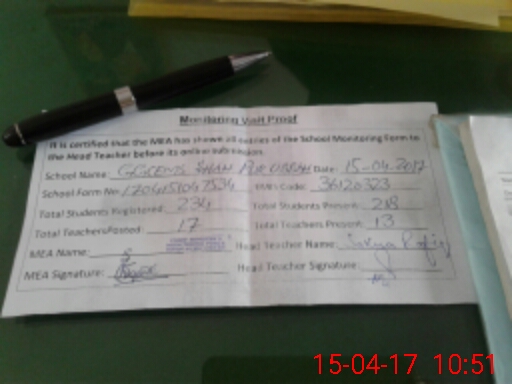 Monitoring Visit Proof
It is certified that the MEA has shown all entries of the School Monitoring Form to
the Head Teacher before its online submission.
School Name: Date: 15-04-2017
School Form No: 1704151047534 EMIS Code: 36120323
Total Students Registered: 234 Total Students Present: 218
Total Teachers Posted: 17 Total Teachers Present: 13
MEA Name: Head Teacher Name:
MEA Signature: Head Teacher Signature:
15-04-17 10:51